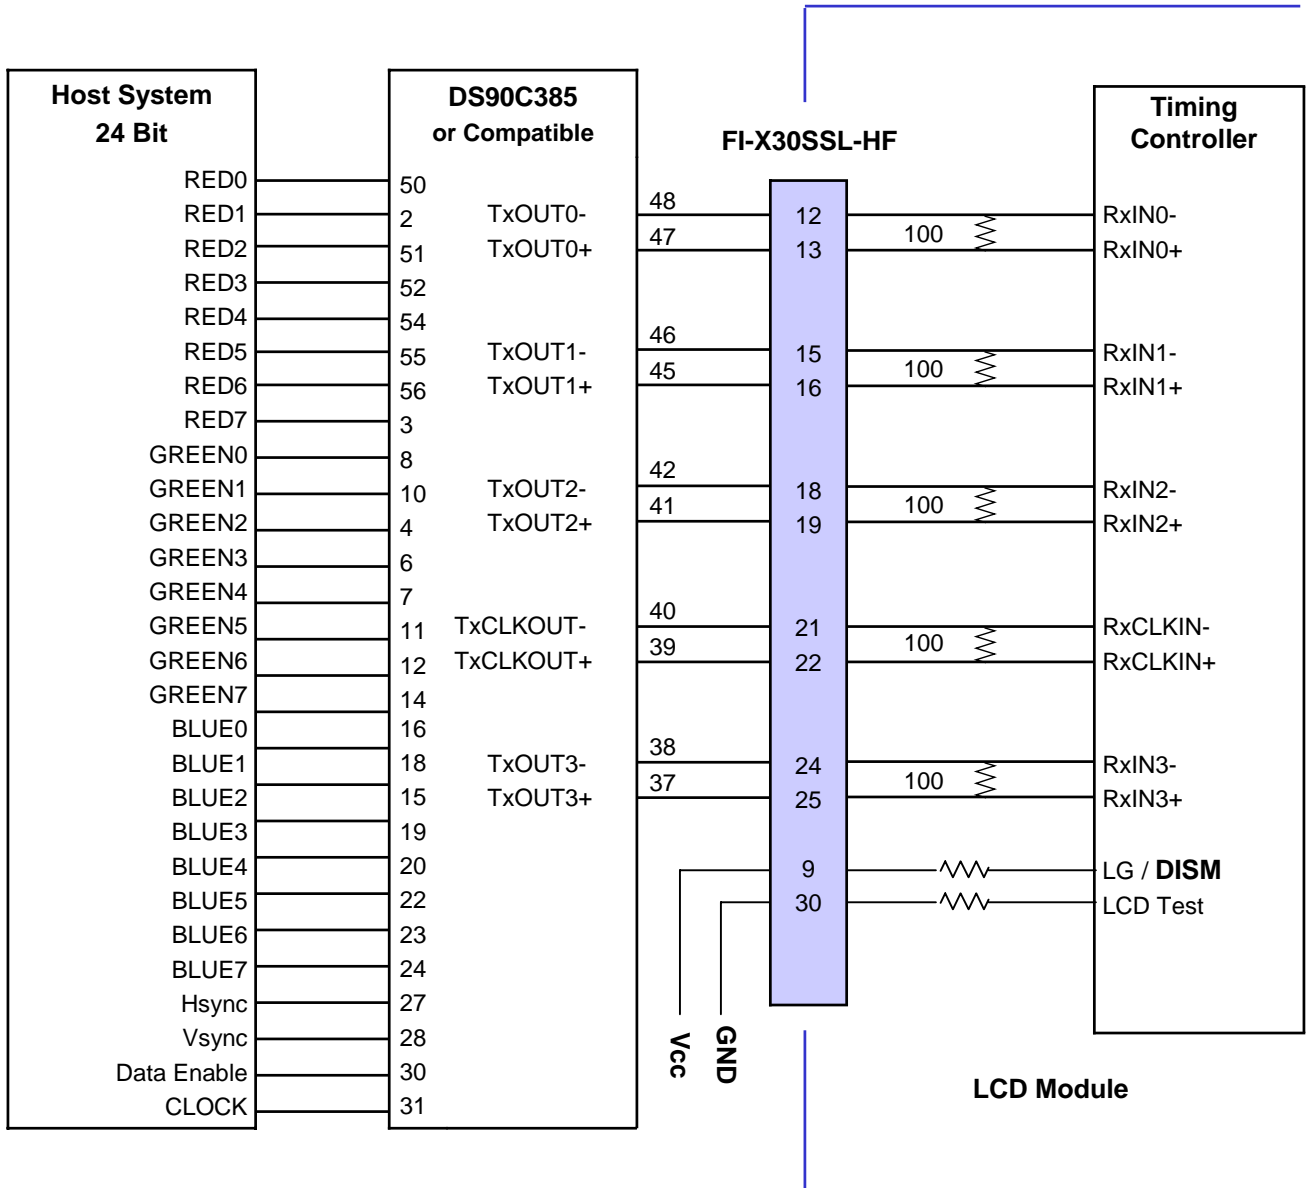 Host System
24 Bit
RED0
RED1
RED2
RED3
RED4
RED5
RED6
RED7
GREEN0
GREEN1
GREEN2
GREEN3
GREEN4
GREEN5
GREEN6
GREEN7
BLUE0
BLUE1
BLUE2
BLUE3
BLUE4
BLUE5
BLUE6
BLUE7
Hsync
Vsync
Data Enable
CLOCK
DS90C385
or Compatible
50
2
51
52
54
55
56
3
8
10
4
6
7
11
12
14
16
18
15
19
20
22
23
24
27
28
30
31
TxOUT0-
TxOUT0+
TxOUT1-
TxOUT1+
TxOUT2-
TxOUT2+
TxCLKOUT-
TxCLKOUT+
TxOUT3-
TxOUT3+
48
47
46
45
42
41
40
39
38
37
Vcc
GND
FI-X30SSL-HF
12
13
15
16
18
19
21
22
24
25
9
30
100
100
100
100
100
Timing
Controller
RxIN0-
RxIN0+
RxIN1-
RxIN1+
RxIN2-
RxIN2+
RxCLKIN-
RxCLKIN+
RxIN3-
RxIN3+
LG / DISM
LCD Test
LCD Module